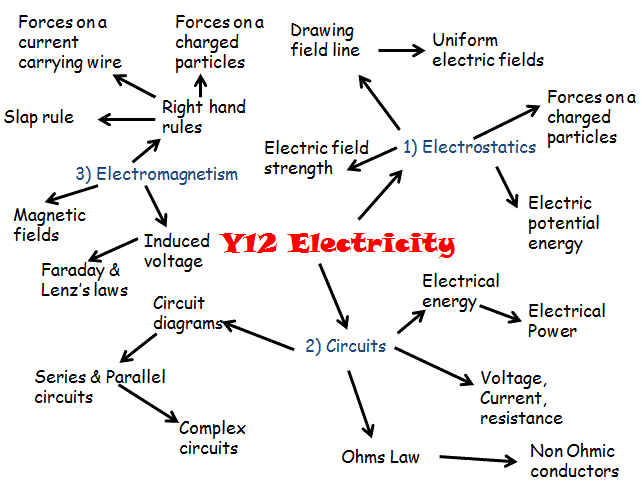 Forces on a
current
carrying wire
Forces on a
charged
particles
Drawing
field line
Uniform
electric fields
Slap rule
Right hand
rules
Electric field
strength
1) Electrostatics
Forces on a
charged
particles
3) Electromagnetism
Magnetic
fields
Induced
voltage
Faraday &
Lenz's laws
Y12 Electricity
Electric
potential
energy
Circuit
diagrams
Electrical
energy
Electrical
Power
2) Circuits
Series & Parallel
circuits
Voltage,
Current,
resistance
Complex
circuits
Ohms Law
Non Ohmic
conductors